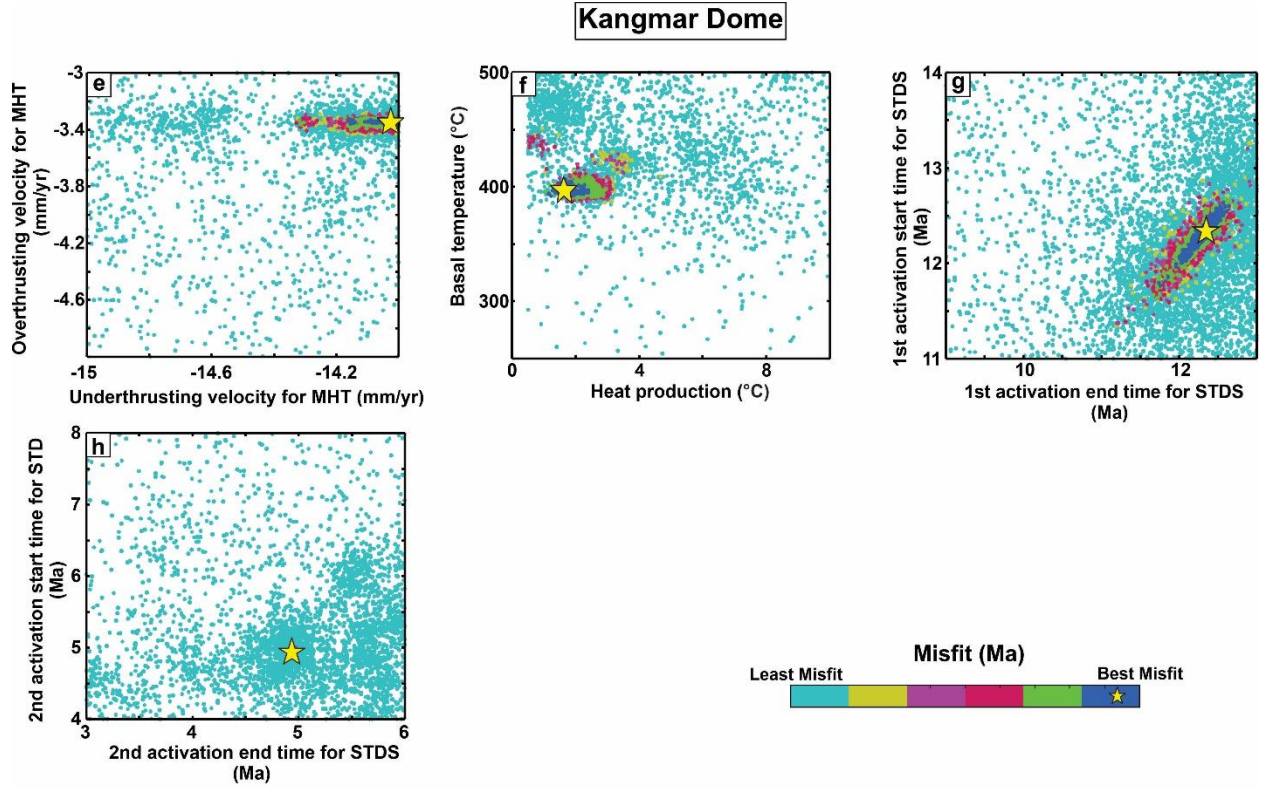 Kangmar Dome
e
-3
-3.4
-3.8
-4.2
-4.6
Overthrusting velocity for MHT
(mm/yr)
-15
-14.6
-14.2
Underthrusting velocity for MHT (mm/yr)
f
500
400
300
Basal temperature (°C)
0
4
8
Heat production (°C)
g
14
13
12
11
1st activation start time for STDS
(Ma)
10
12
1st activation end time for STDS
(Ma)
h
8
7
6
5
4
2nd activation start time for STD
(Ma)
3
4
5
6
2nd activation end time for STDS
(Ma)
Misfit (Ma)
Least Misfit
Best Misfit